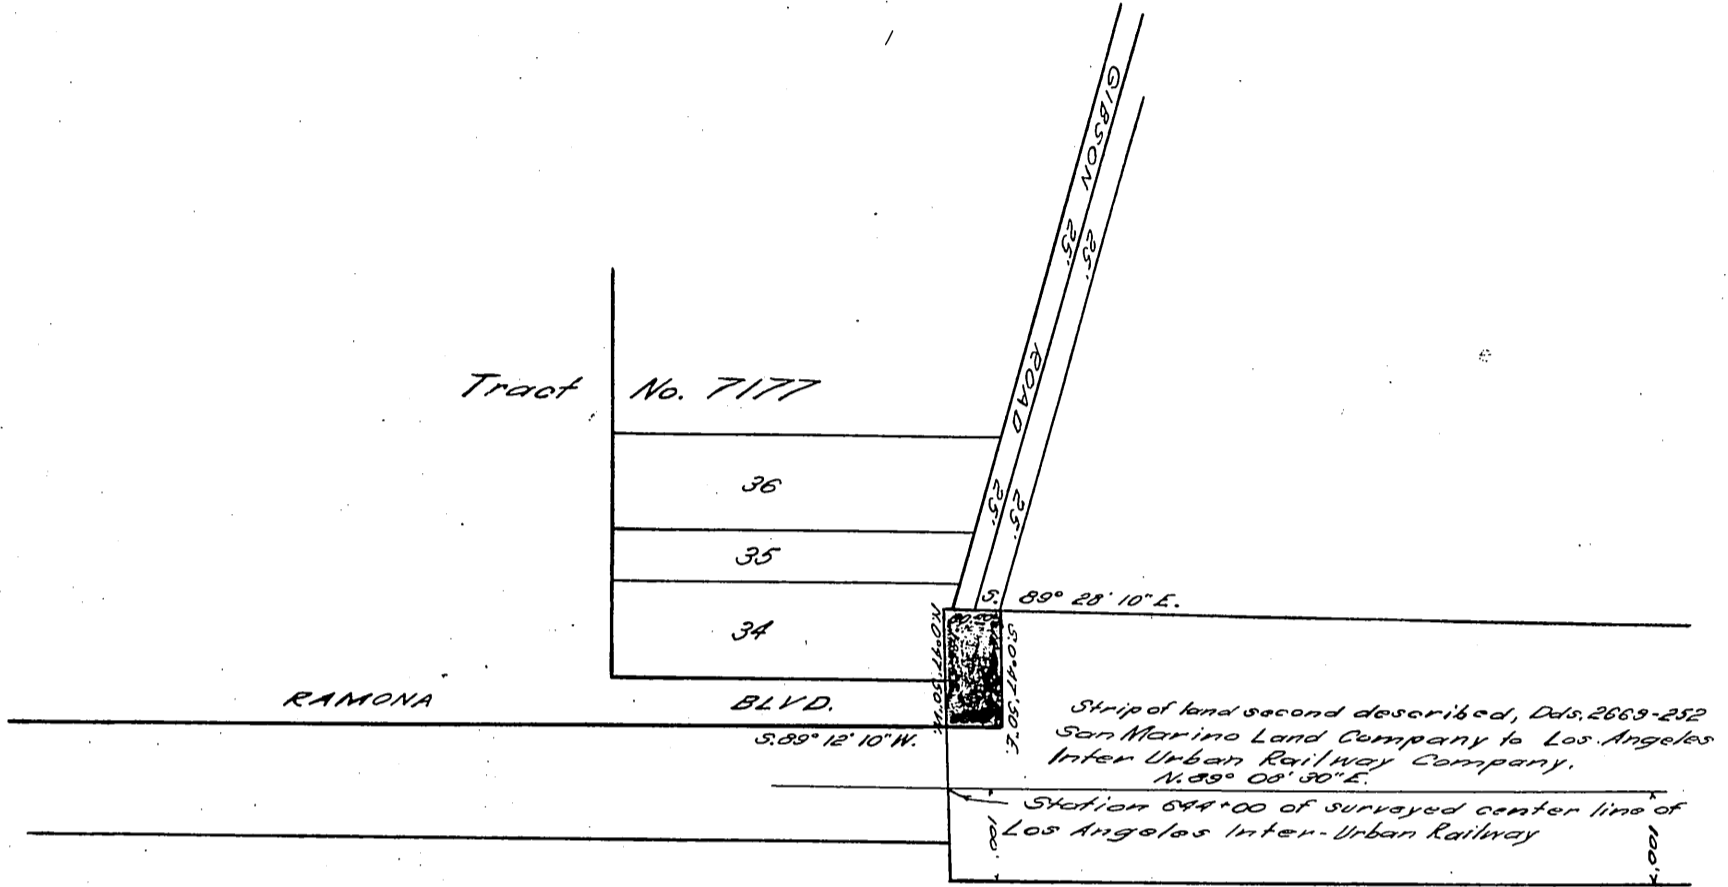 GIBSON ROAD
25'
25'
Tract No. 7177
36
25'
25'
35
S. 89° 28' 10" E.
34
N.0°47'50"W.
S.0°47'50"E.
RAMONA BLVD.
S.89° 12' 10" W.
Strip of land second described, Dds. 2669-252
San Marino Land Company to Los Angeles
Inter Urban Railway Company.
N. 89° 08' 30" E.
Station 644+00 of surveyed center line of
Los Angeles Inter-Urban Railway
100'
100'